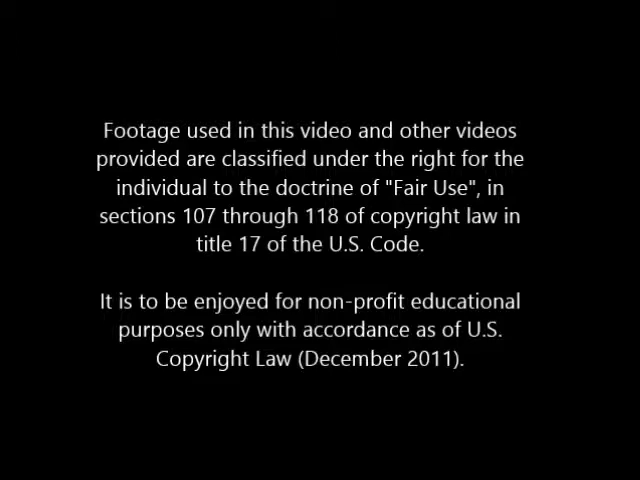 Footage used in this video and other videos
provided are classified under the right for the
individual to the doctrine of "Fair Use", in
sections 107 through 118 of copyright law in
title 17 of the U.S. Code.
It is to be enjoyed for non-profit educational
purposes only with accordance as of U.S.
Copyright Law (December 2011).